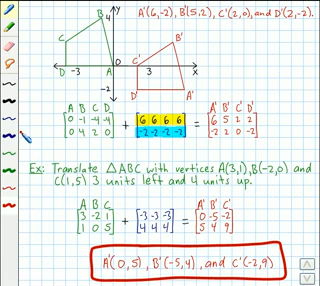 A'(6,-2), B'(5,2), C'(2,0), and D'(2,-2).
B 4 Y
C B'
D -3 A 0 C' 3 X
-2 D' A'
A B C D A' B' C' D'
[0 -1 -4 -4] + [6 6 6 6] = [6 5 2 2]
[0 4 2 0] [-2 -2 -2 -2] [-2 2 0 -2]
Ex: Translate △ABC with vertices A(3,1), B(-2,0)
and C(1,5) 3 units left and 4 units up.
A B C A' B' C'
[3 -2 1] + [-3 -3 -3] = [0 -5 -2]
[1 0 5] [4 4 4] [5 4 9]
A'(0,5), B'(-5,4), and C'(-2,9)